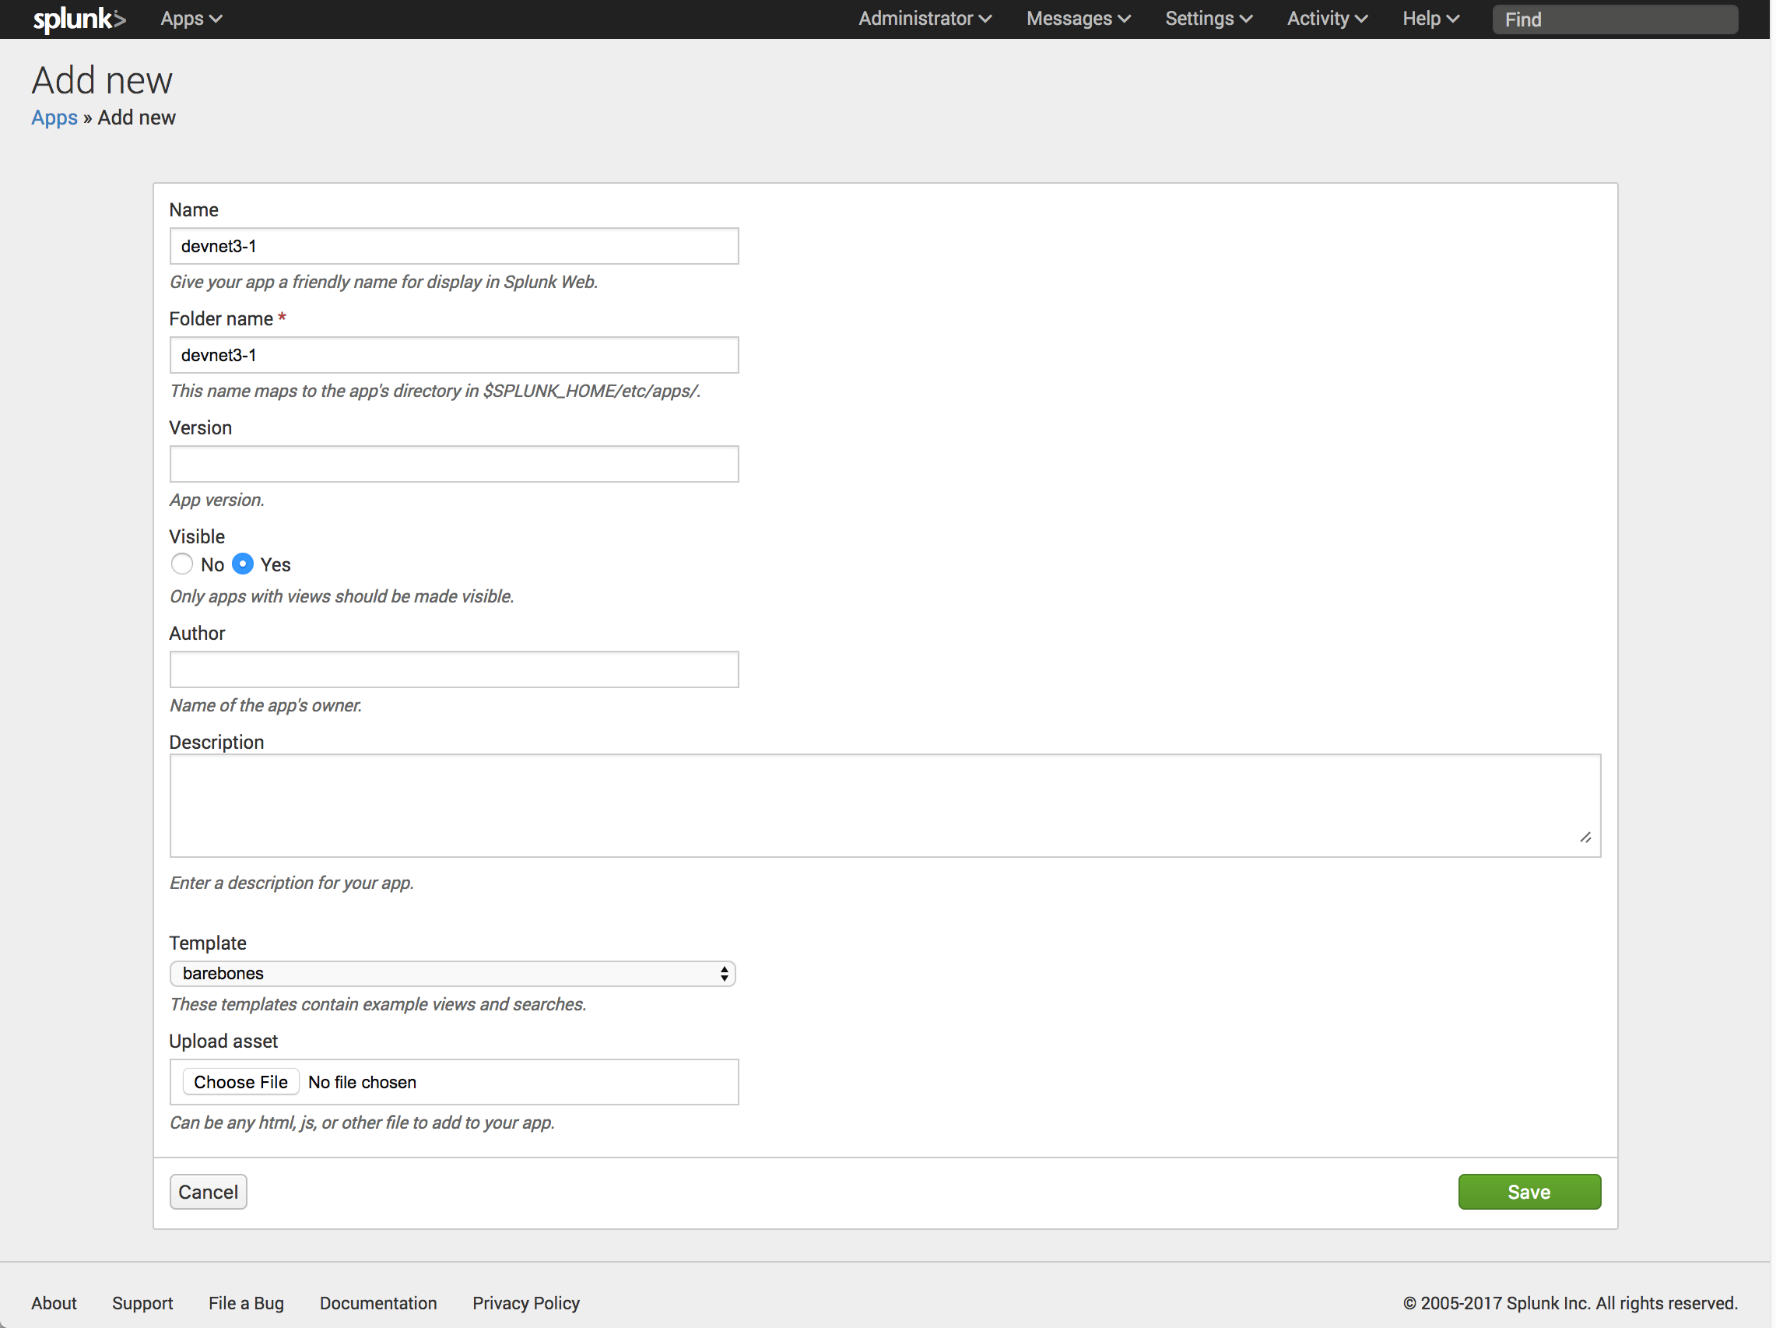 splunk> Apps Administrator Messages Settings Activity Help Find
Add new
Apps » Add new
Name
devnet3-1
Give your app a friendly name for display in Splunk Web.
Folder name *
devnet3-1
This name maps to the app's directory in $SPLUNK_HOME/etc/apps/.
Version
App version.
Visible
No Yes
Only apps with views should be made visible.
Author
Name of the app's owner.
Description
Enter a description for your app.
Template
barebones
These templates contain example views and searches.
Upload asset
Choose File No file chosen
Can be any html, js, or other file to add to your app.
Cancel Save
About Support File a Bug Documentation Privacy Policy © 2005-2017 Splunk Inc. All rights reserved.